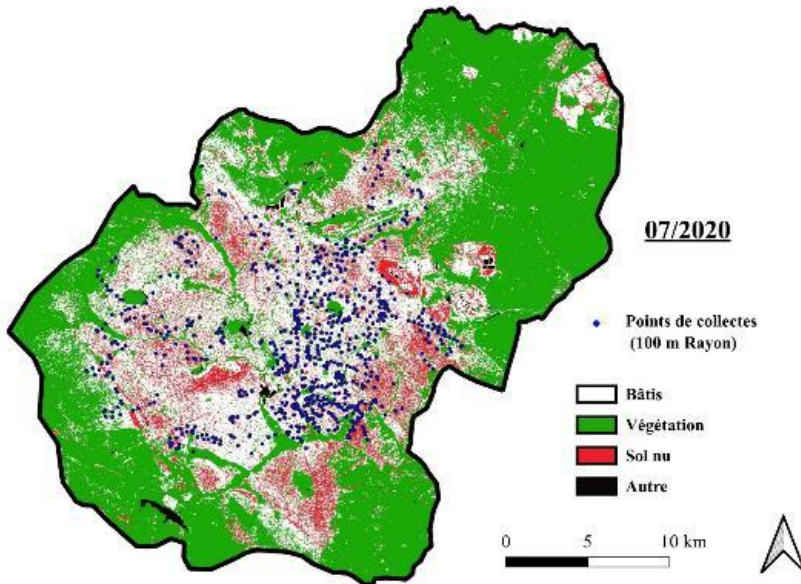 07/2020
Points de collectes
(100 m Rayon)
Bâtis
Végétation
Sol nu
Autre
0 5 10 km